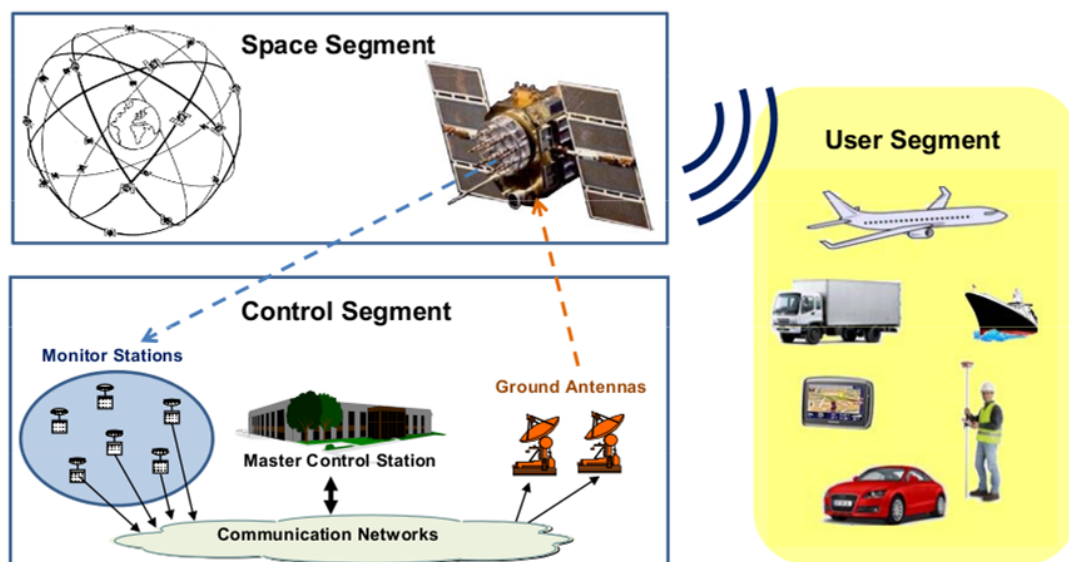 Space Segment
User Segment
Control Segment
Monitor Stations
Ground Antennas
Master Control Station
Communication Networks